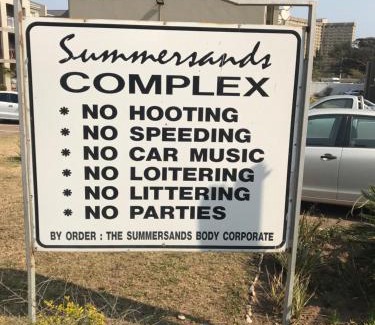 Summersands
COMPLEX
* NO HOOTING
* NO SPEEDING
* NO CAR MUSIC
* NO LOITERING
* NO LITTERING
* NO PARTIES
BY ORDER : THE SUMMERSANDS BODY CORPORATE